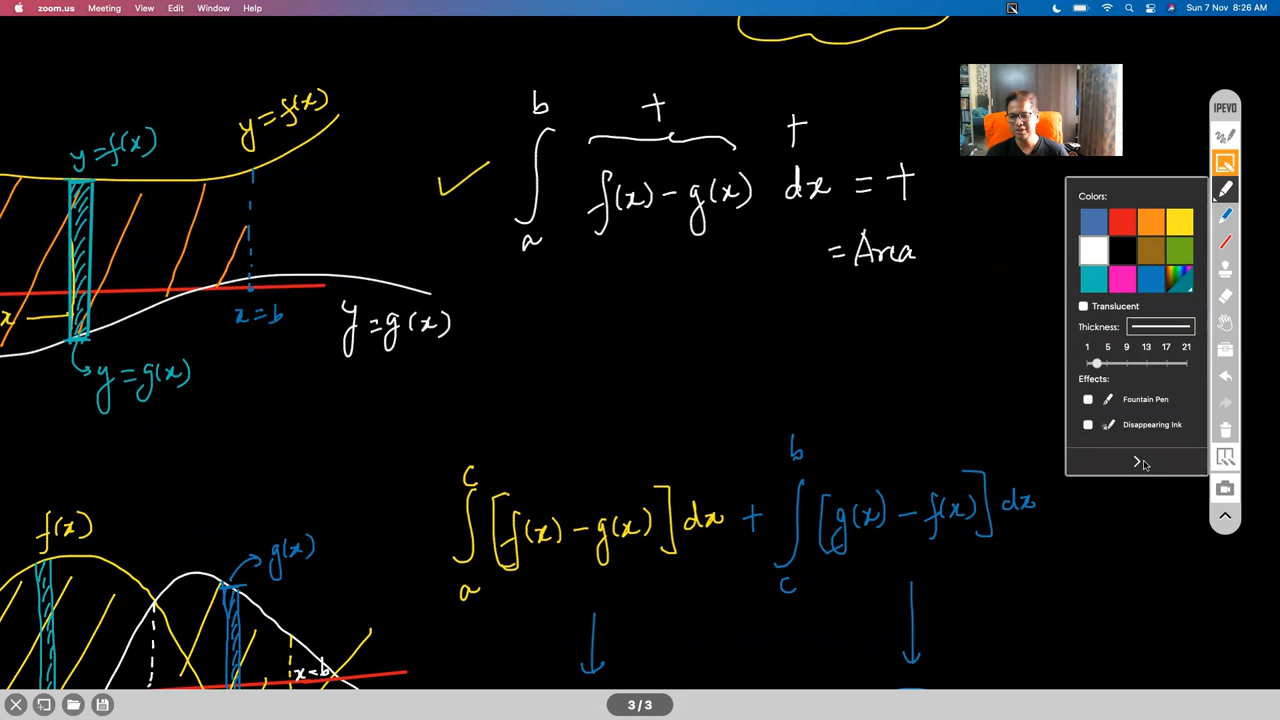 zoom.us Meeting View Window Help
Sun 7 Nov 8:26 AM
y = f(x)
y = f(x)
x
x = b
y = g(x)
y = g(x)
b + +
∫ f(x) - g(x) dx = +
a
= Area
IPEVO
Colors:
Translucent
Thickness:
1 5 9 13 17 21
Effects:
Fountain Pen
Disappearing Ink
c b
∫ [f(x) - g(x)] dx + ∫ [g(x) - f(x)] dx
a c
f(x)
g(x)
x = b
3 / 3